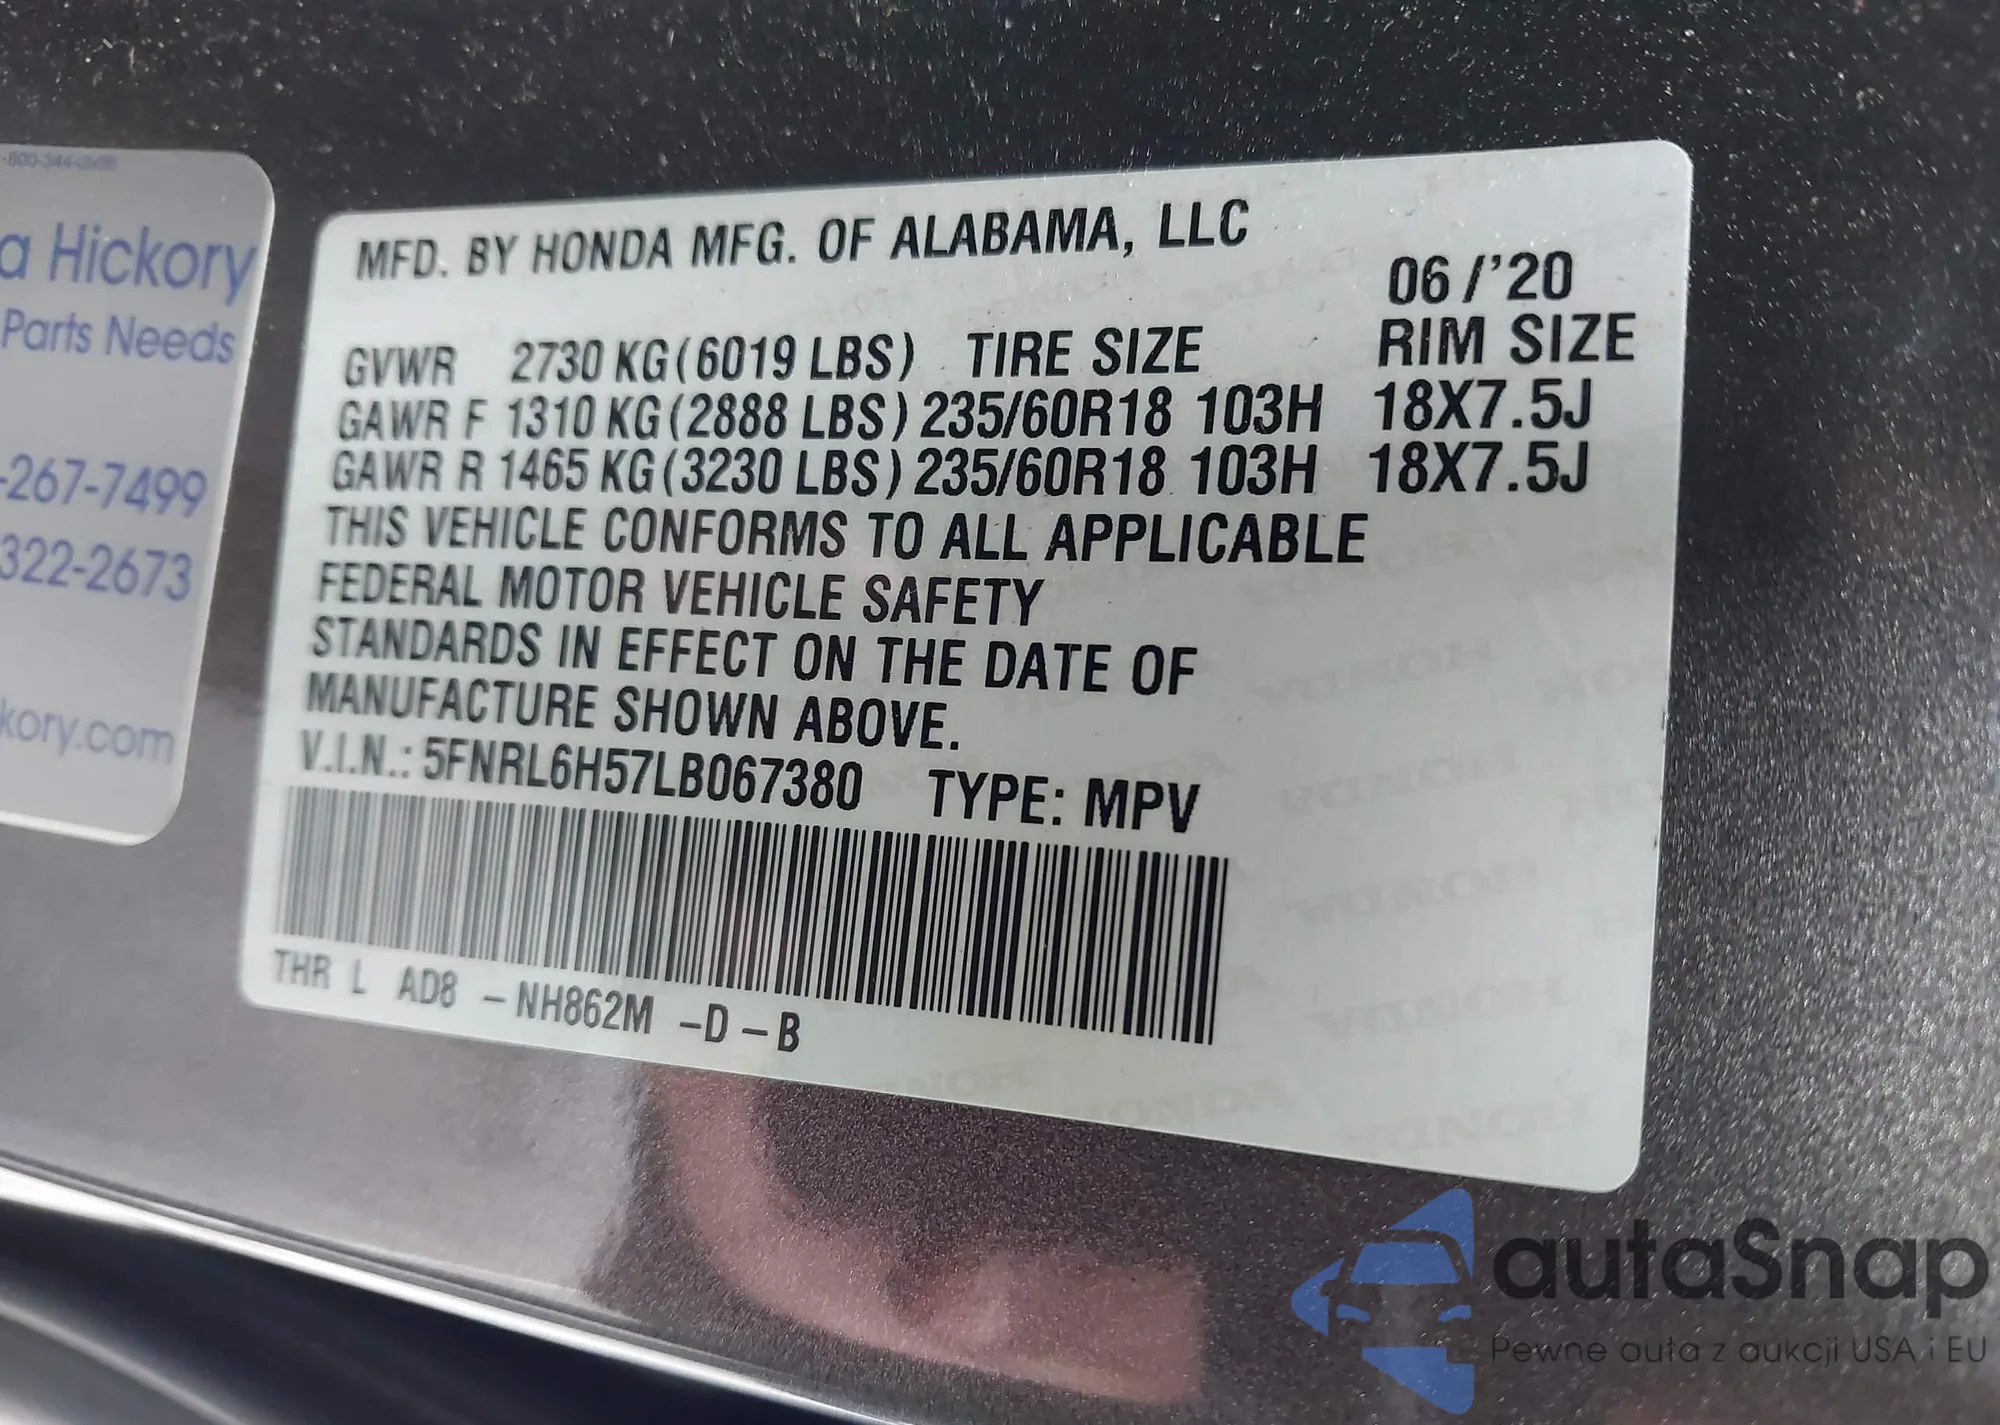 a Hickory
Parts Needs
-267-7499
322-2673
kory.com
MFD. BY HONDA MFG. OF ALABAMA, LLC
06/'20
GVWR 2730 KG(6019 LBS) TIRE SIZE RIM SIZE
GAWR F 1310 KG(2888 LBS) 235/60R18 103H 18X7.5J
GAWR R 1465 KG(3230 LBS) 235/60R18 103H 18X7.5J
THIS VEHICLE CONFORMS TO ALL APPLICABLE
FEDERAL MOTOR VEHICLE SAFETY
STANDARDS IN EFFECT ON THE DATE OF
MANUFACTURE SHOWN ABOVE.
V.I.N.: 5FNRL6H57LB067380 TYPE: MPV
THR L AD8 -NH862M -D-B
autaSnap
Pewne auta z aukcji USA i EU